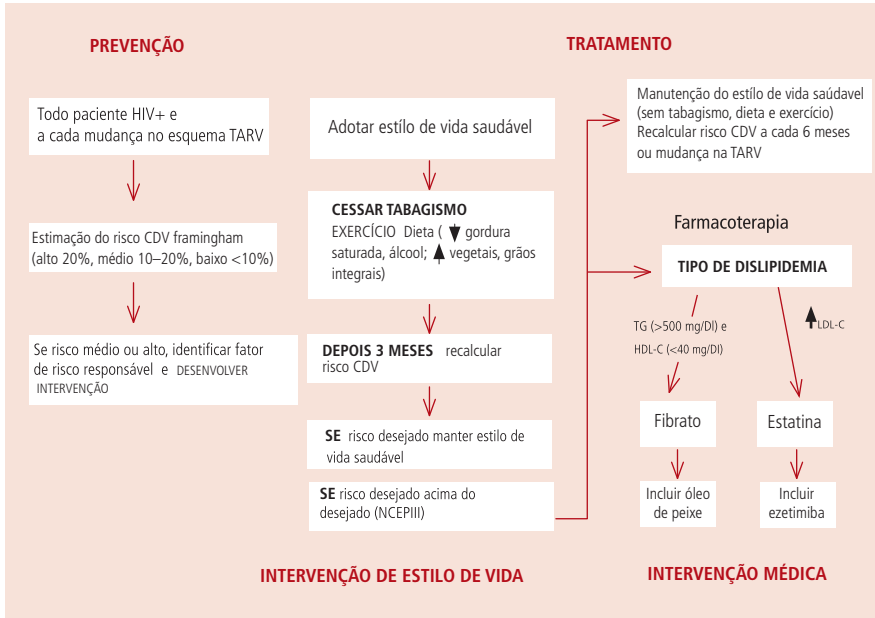 PREVENÇÃO
Todo paciente HIV+ e
a cada mudança no esquema TARV
Estimação do risco CDV framingham
(alto 20%, médio 10–20%, baixo <10%)
Se risco médio ou alto, identificar fator
de risco responsável e DESENVOLVER
INTERVENÇÃO
TRATAMENTO
Adotar estílo de vida saudável
CESSAR TABAGISMO
EXERCÍCIO Dieta ( gordura
saturada, álcool; vegetais, grãos
integrais)
DEPOIS 3 MESES recalcular
risco CDV
SE risco desejado manter estilo de
vida saudável
SE risco desejado acima do
desejado (NCEPIII)
INTERVENÇÃO DE ESTILO DE VIDA
Manutenção do estílo de vida saúdavel
(sem tabagismo, dieta e exercício)
Recalcular risco CDV a cada 6 meses
ou mudança na TARV
Farmacoterapia
TIPO DE DISLIPIDEMIA
TG (>500 mg/Dl) e
HDL-C (<40 mg/Dl)
LDL-C
Fibrato
Estatina
Incluir óleo
de peixe
Incluir
ezetimiba
INTERVENÇÃO MÉDICA